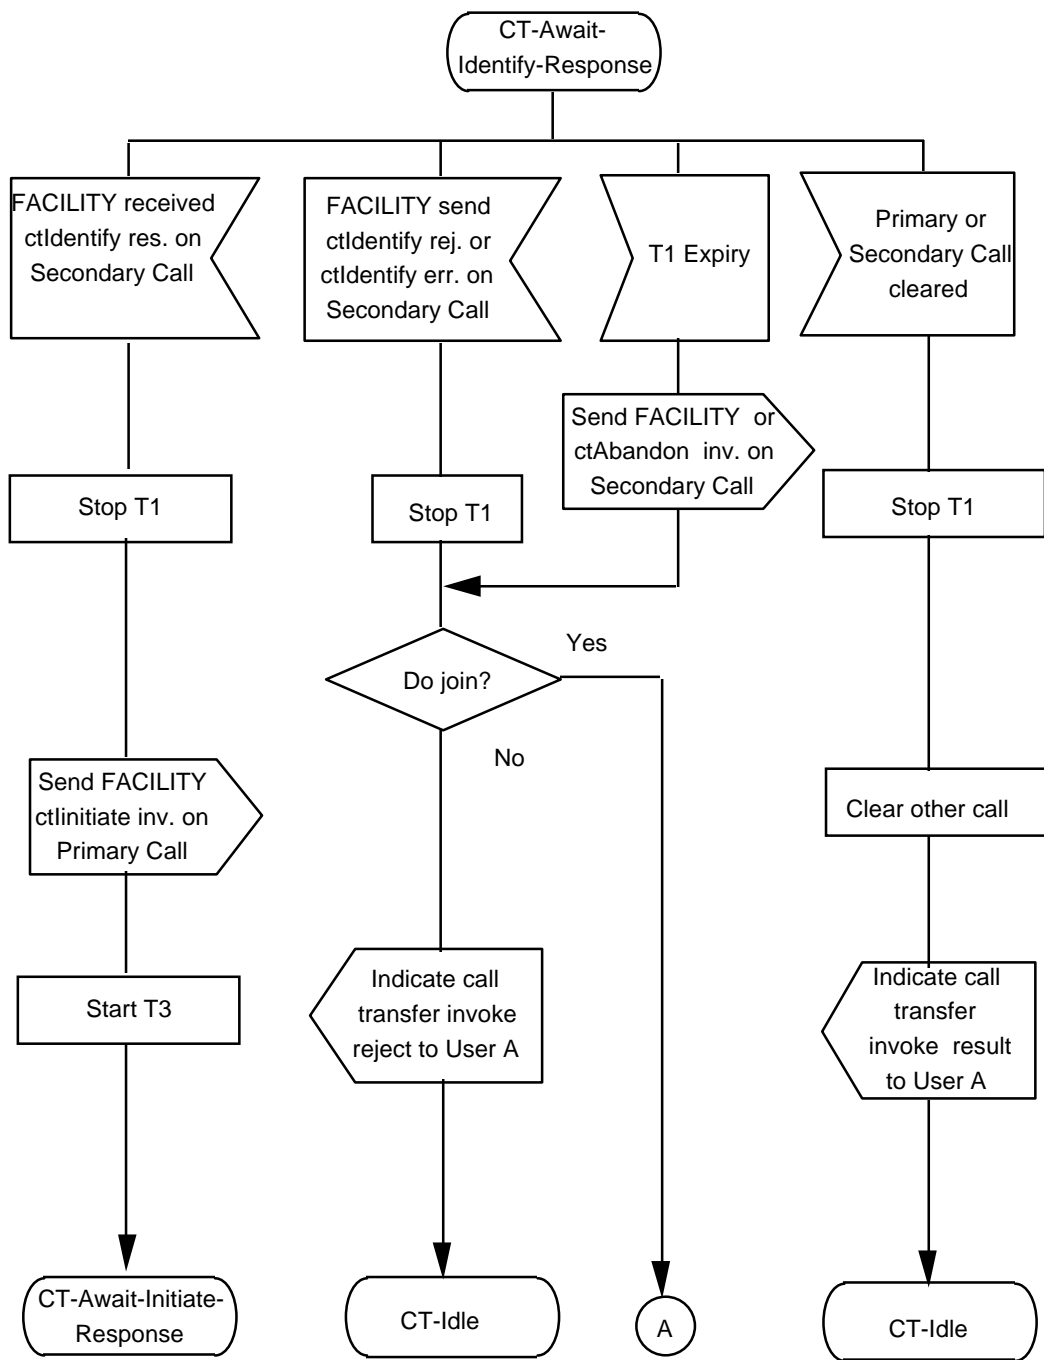 CT-Await-
Identify-Response
FACILITY received
ctIdentify res. on
Secondary Call
FACILITY send
ctIdentify rej. or
ctIdentify err. on
Secondary Call
T1 Expiry
Primary or
Secondary Call
cleared
Send FACILITY or
ctAbandon inv. on
Secondary Call
Stop T1
Stop T1
Stop T1
Yes
Do join?
No
Send FACILITY
ctIinitiate inv. on
Primary Call
Clear other call
Indicate call
transfer invoke
reject to User A
Indicate call
transfer
invoke result
to User A
Start T3
CT-Await-Initiate-
Response
CT-Idle
A
CT-Idle